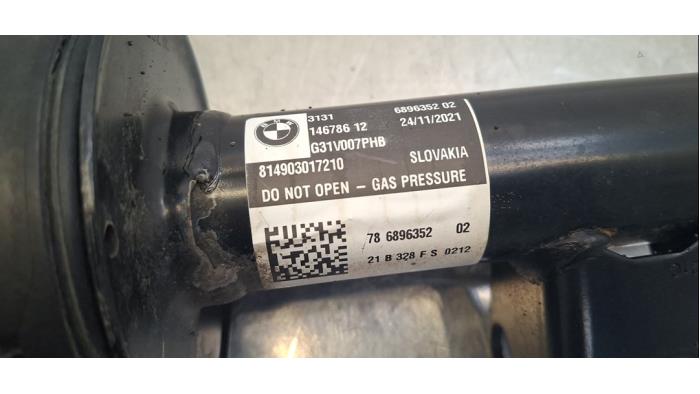 BMW
3131 6896352 02
146786 12 24/11/2021
G31V007PHB
814903017210 SLOVAKIA
DO NOT OPEN - GAS PRESSURE
78 6896352 02
21 B 328 F S 0212